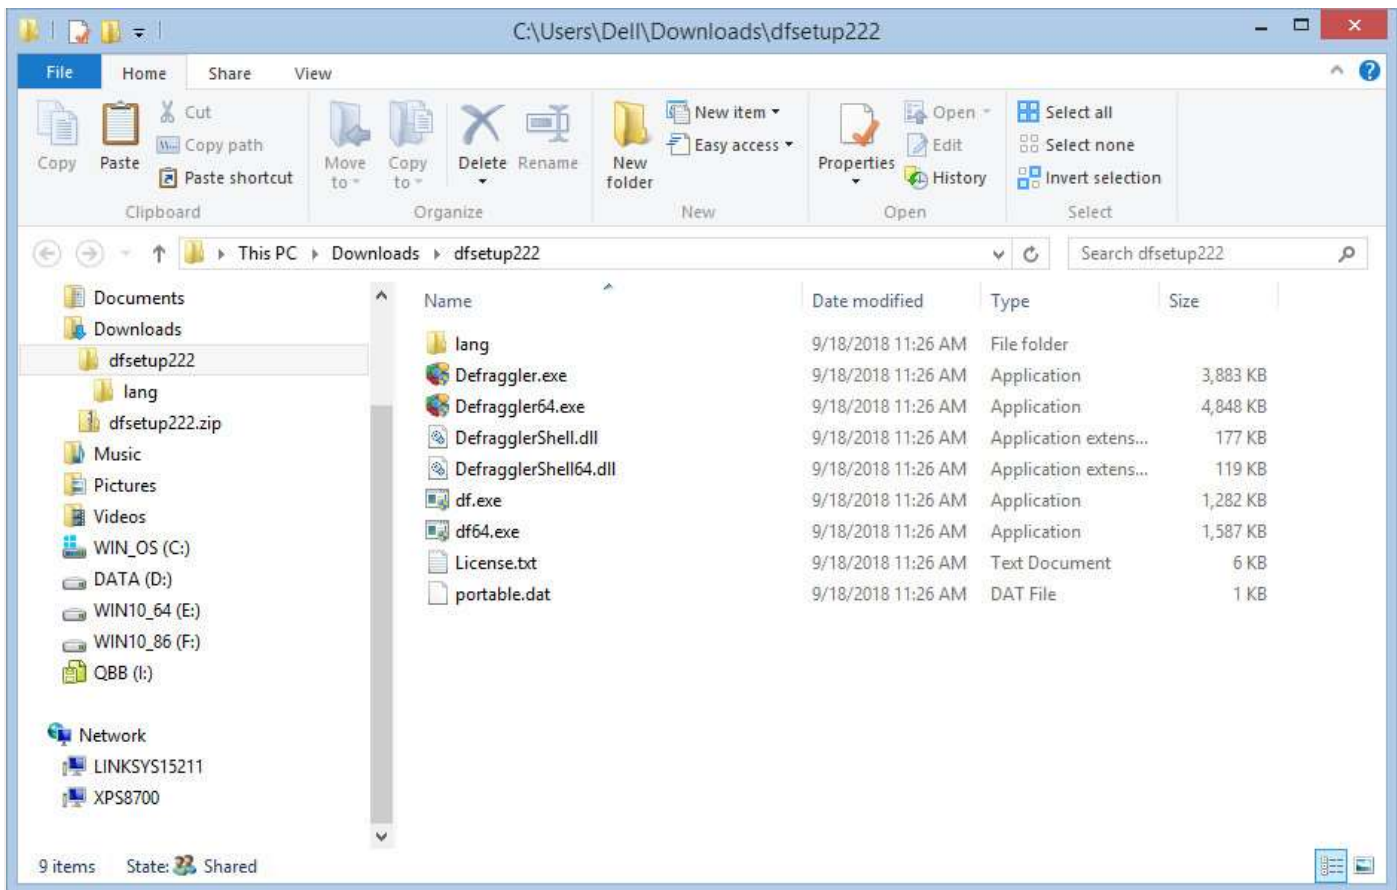 C:\Users\Dell\Downloads\dfsetup222
File Home Share View
Copy Paste Cut Copy path Paste shortcut
Move to Copy to Delete Rename
New folder New item Easy access
Properties Open Edit History
Select all Select none Invert selection
Clipboard Organize New Open Select
This PC Downloads dfsetup222 Search dfsetup222
Documents
Downloads
dfsetup222
lang
dfsetup222.zip
Music
Pictures
Videos
WIN_OS (C:)
DATA (D:)
WIN10_64 (E:)
WIN10_86 (F:)
QBB (I:)
Network
LINKSYS15211
XPS8700
Name Date modified Type Size
lang 9/18/2018 11:26 AM File folder
Defraggler.exe 9/18/2018 11:26 AM Application 3,883 KB
Defraggler64.exe 9/18/2018 11:26 AM Application 4,848 KB
DefragglerShell.dll 9/18/2018 11:26 AM Application extens... 177 KB
DefragglerShell64.dll 9/18/2018 11:26 AM Application extens... 119 KB
df.exe 9/18/2018 11:26 AM Application 1,282 KB
df64.exe 9/18/2018 11:26 AM Application 1,587 KB
License.txt 9/18/2018 11:26 AM Text Document 6 KB
portable.dat 9/18/2018 11:26 AM DAT File 1 KB
9 items State: Shared